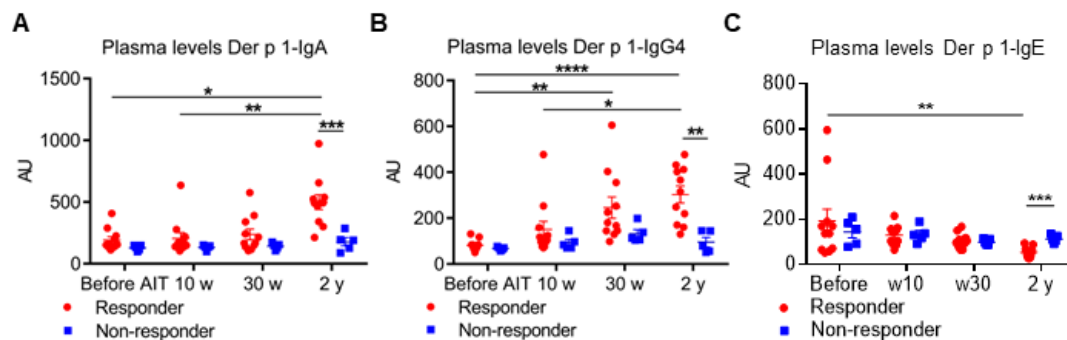 A
Plasma levels Der p 1-IgA
*
**
***
1500
1000
500
0
AU
Before AIT 10 w 30 w 2 y
Responder
Non-responder
B
Plasma levels Der p 1-IgG4
****
**
*
**
800
600
400
200
0
AU
Before AIT 10 w 30 w 2 y
Responder
Non-responder
C
Plasma levels Der p 1-IgE
**
***
800
600
400
200
0
AU
Before w10 w30 2 y
Responder
Non-responder